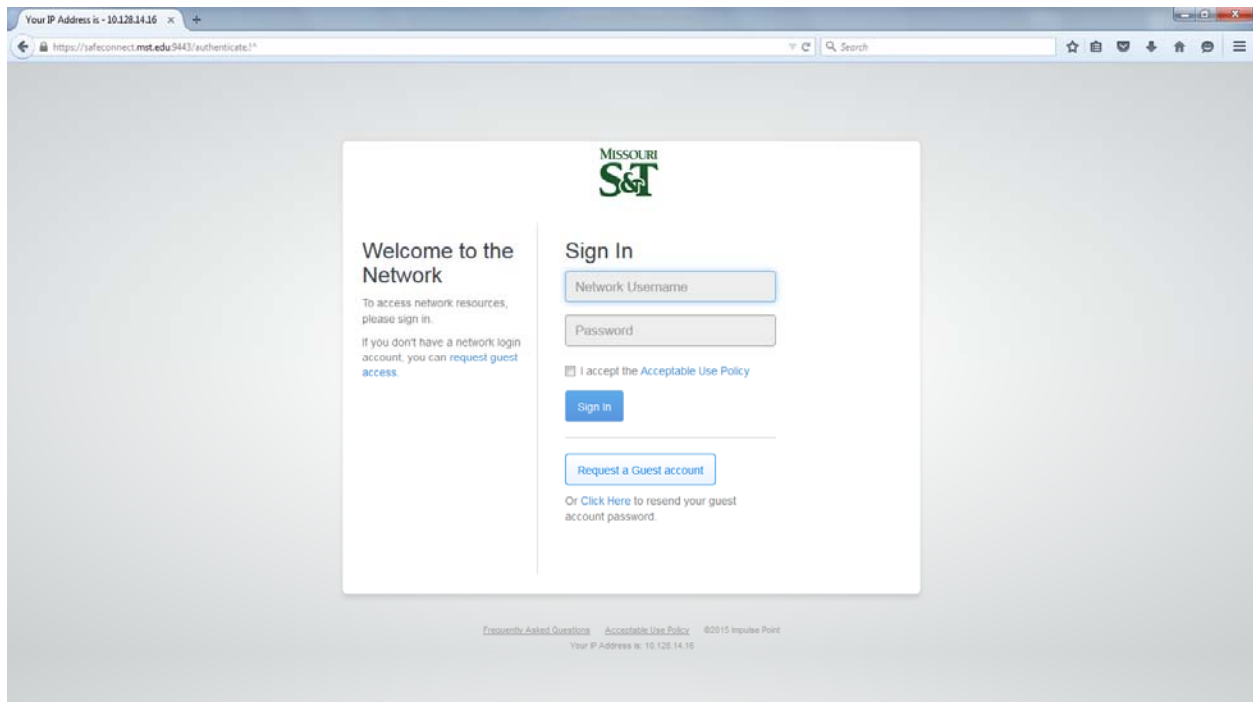 Your IP Address is - 10.128.14.16
https://safeconnect.mst.edu:9443/authenticate.!^
Search
MISSOURI
S&T
Welcome to the
Network
To access network resources,
please sign in.
If you don't have a network login
account, you can request guest
access.
Sign In
Network Username
Password
I accept the Acceptable Use Policy
Sign In
Request a Guest account
Or Click Here to resend your guest
account password.
Frequently Asked Questions Acceptable Use Policy ©2015 Impulse Point
Your IP Address is: 10.128.14.16